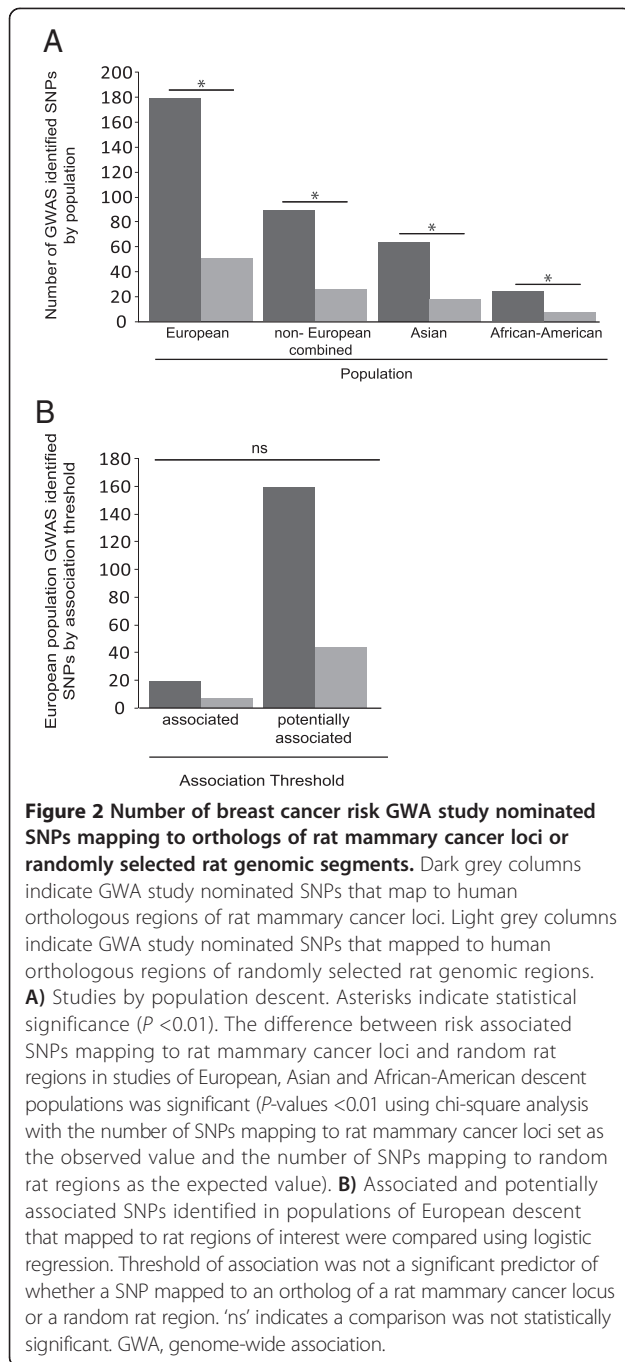 A
Number of GWAS identified SNPs
by population
200
180
160
140
120
100
80
60
40
20
0
*
*
*
*
European
non- European
combined
Asian
African-American
Population
B
European population GWAS identified
SNPs by association threshold
180
160
140
120
100
80
60
40
20
0
ns
associated
potentially
associated
Association Threshold
Figure 2 Number of breast cancer risk GWA study nominated
SNPs mapping to orthologs of rat mammary cancer loci or
randomly selected rat genomic segments. Dark grey columns
indicate GWA study nominated SNPs that map to human
orthologous regions of rat mammary cancer loci. Light grey columns
indicate GWA study nominated SNPs that mapped to human
orthologous regions of randomly selected rat genomic regions.
A) Studies by population descent. Asterisks indicate statistical
significance (P <0.01). The difference between risk associated
SNPs mapping to rat mammary cancer loci and random rat
regions in studies of European, Asian and African-American descent
populations was significant (P-values <0.01 using chi-square analysis
with the number of SNPs mapping to rat mammary cancer loci set as
the observed value and the number of SNPs mapping to random
rat regions as the expected value). B) Associated and potentially
associated SNPs identified in populations of European descent
that mapped to rat regions of interest were compared using logistic
regression. Threshold of association was not a significant predictor of
whether a SNP mapped to an ortholog of a rat mammary cancer locus
or a random rat region. 'ns' indicates a comparison was not statistically
significant. GWA, genome-wide association.